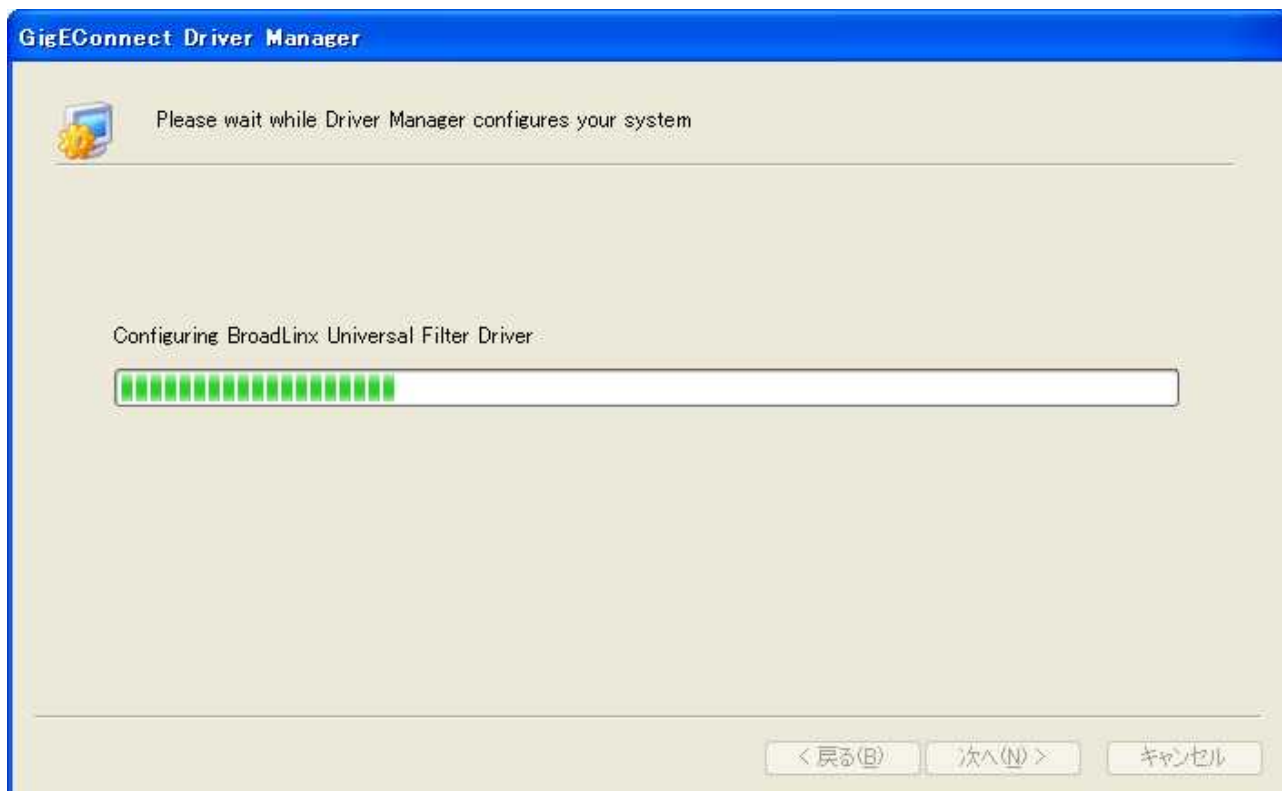 GigEConnect Driver Manager
Please wait while Driver Manager configures your system
Configuring BroadLinx Universal Filter Driver
< 戻る(B) 次へ(N) > キャンセル